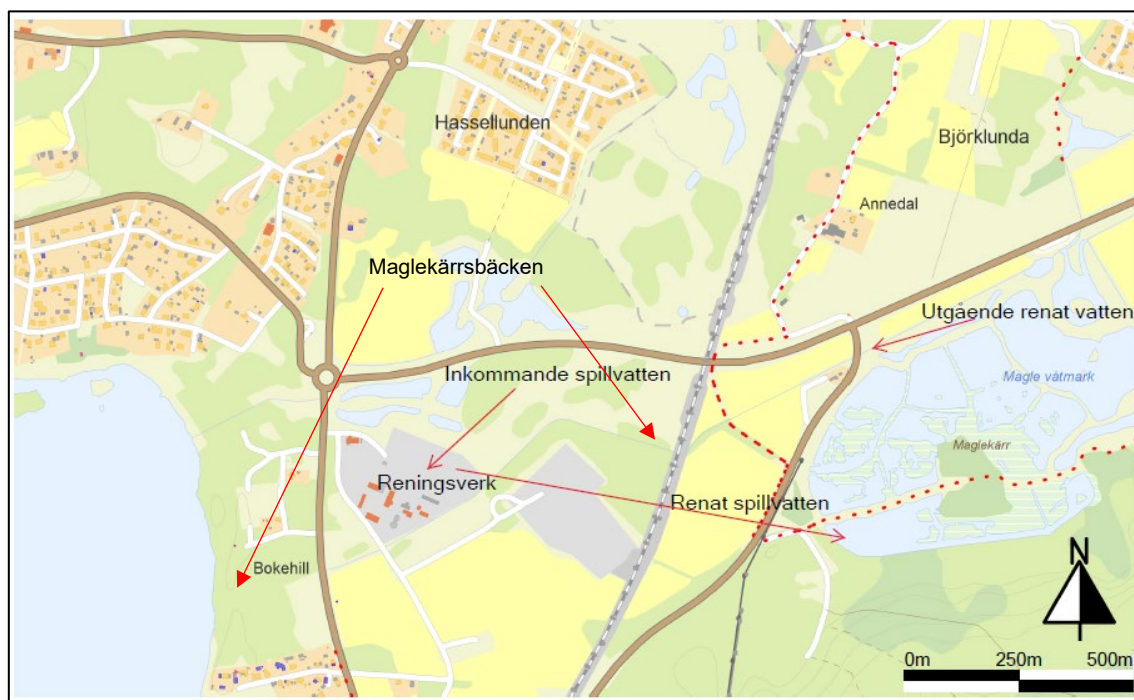 Hassellunden
Björklunda
Annedal
Maglekärrsbäcken
Utgående renat vatten
Inkommande spillvatten
Magle våtmark
Maglekärr
Reningsverk
Renat spillvatten
Bokehill
N
0m 250m 500m